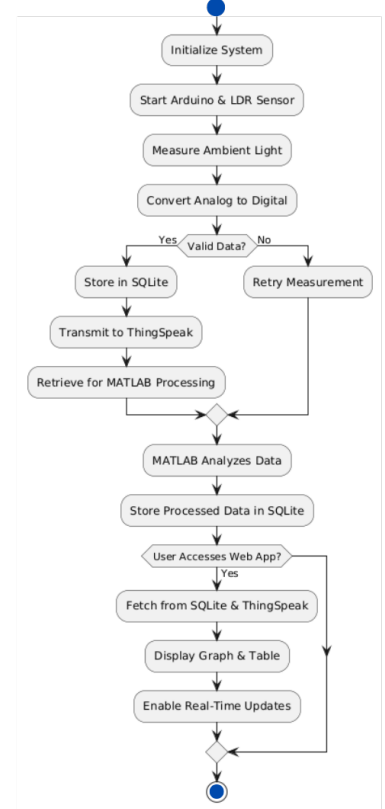 Initialize System
Start Arduino & LDR Sensor
Measure Ambient Light
Convert Analog to Digital
Yes
Valid Data?
No
Store in SQLite
Retry Measurement
Transmit to ThingSpeak
Retrieve for MATLAB Processing
MATLAB Analyzes Data
Store Processed Data in SQLite
User Accesses Web App?
Yes
Fetch from SQLite & ThingSpeak
Display Graph & Table
Enable Real-Time Updates